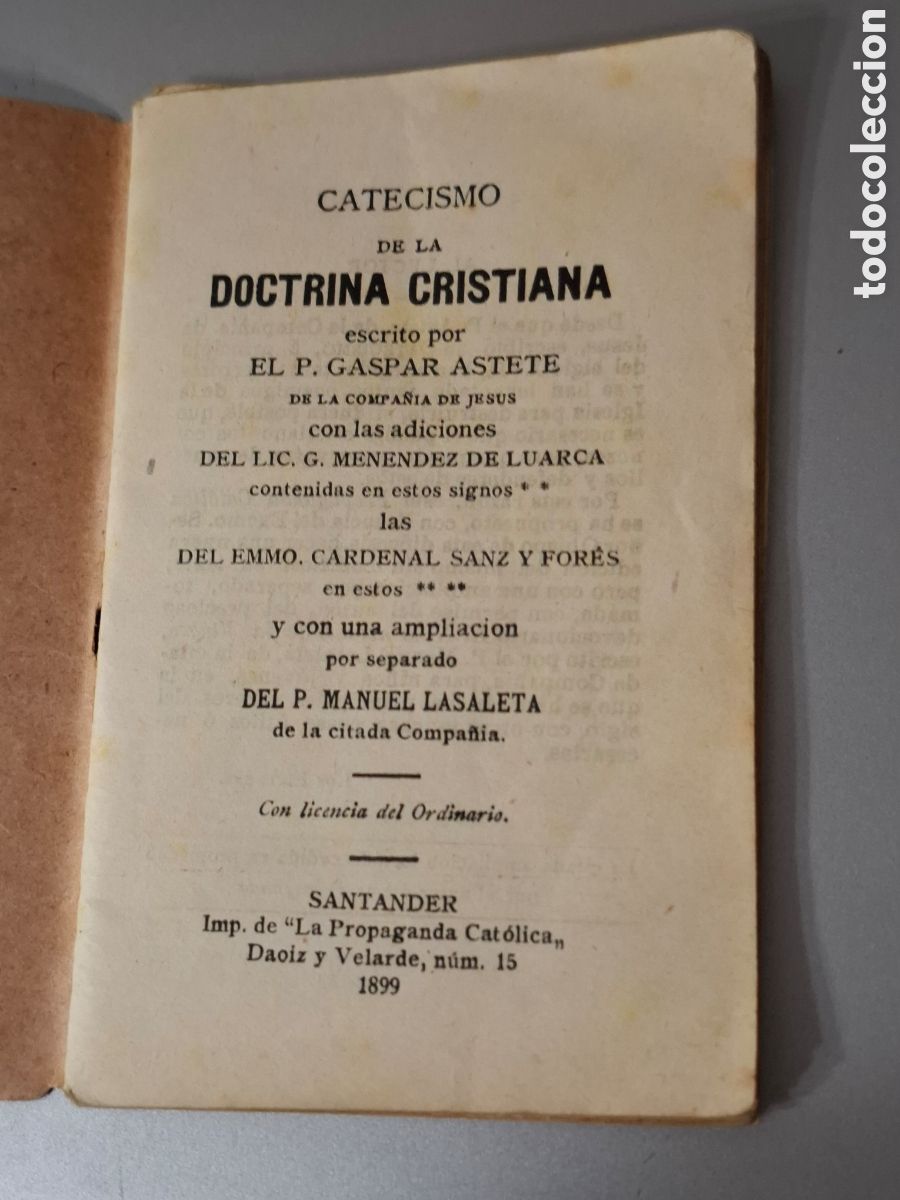 CATECISMO
DE LA
DOCTRINA CRISTIANA
escrito por
EL P. GASPAR ASTETE
DE LA COMPAÑIA DE JESUS
con las adiciones
DEL LIC. G. MENENDEZ DE LUARCA
contenidas en estos signos * *
las
DEL EMMO. CARDENAL SANZ Y FORÉS
en estos ** **
y con una ampliacion
por separado
DEL P. MANUEL LASALETA
de la citada Compañia.
Con licencia del Ordinario.
SANTANDER
Imp. de “La Propaganda Católica„
Daoiz y Velarde, núm. 15
1899
todocoleccion